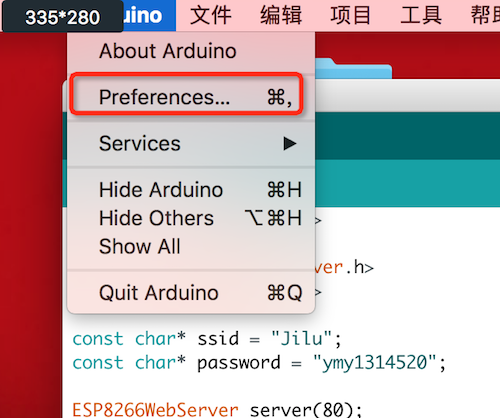 335*280
uino 文件 编辑 项目 工具 帮助
About Arduino
Preferences... ⌘,
Services ▶
Hide Arduino ⌘H
Hide Others ⌥⌘H
Show All
Quit Arduino ⌘Q
>
ver.h>
>
const char* ssid = "Jilu";
const char* password = "ymy1314520";
ESP8266WebServer server(80);